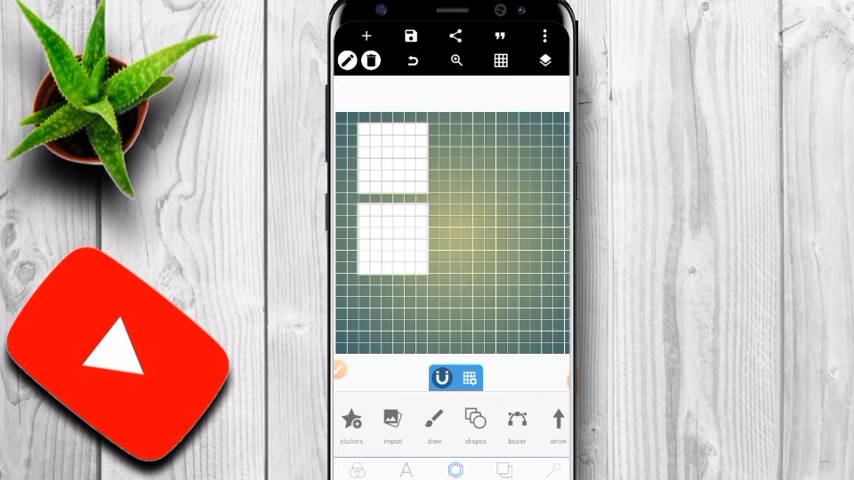 stickers
import
draw
shapes
bezier
arrow